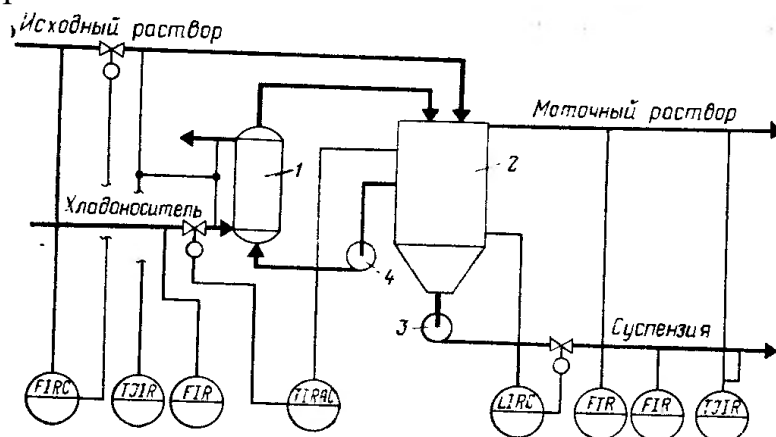 Исходный раствор
Маточный раствор
1
2
Хладоноситель
4
3
Суспензия
FIRC
TJIR
FIR
TIRAC
LIRC
FIR
FIR
TJIR